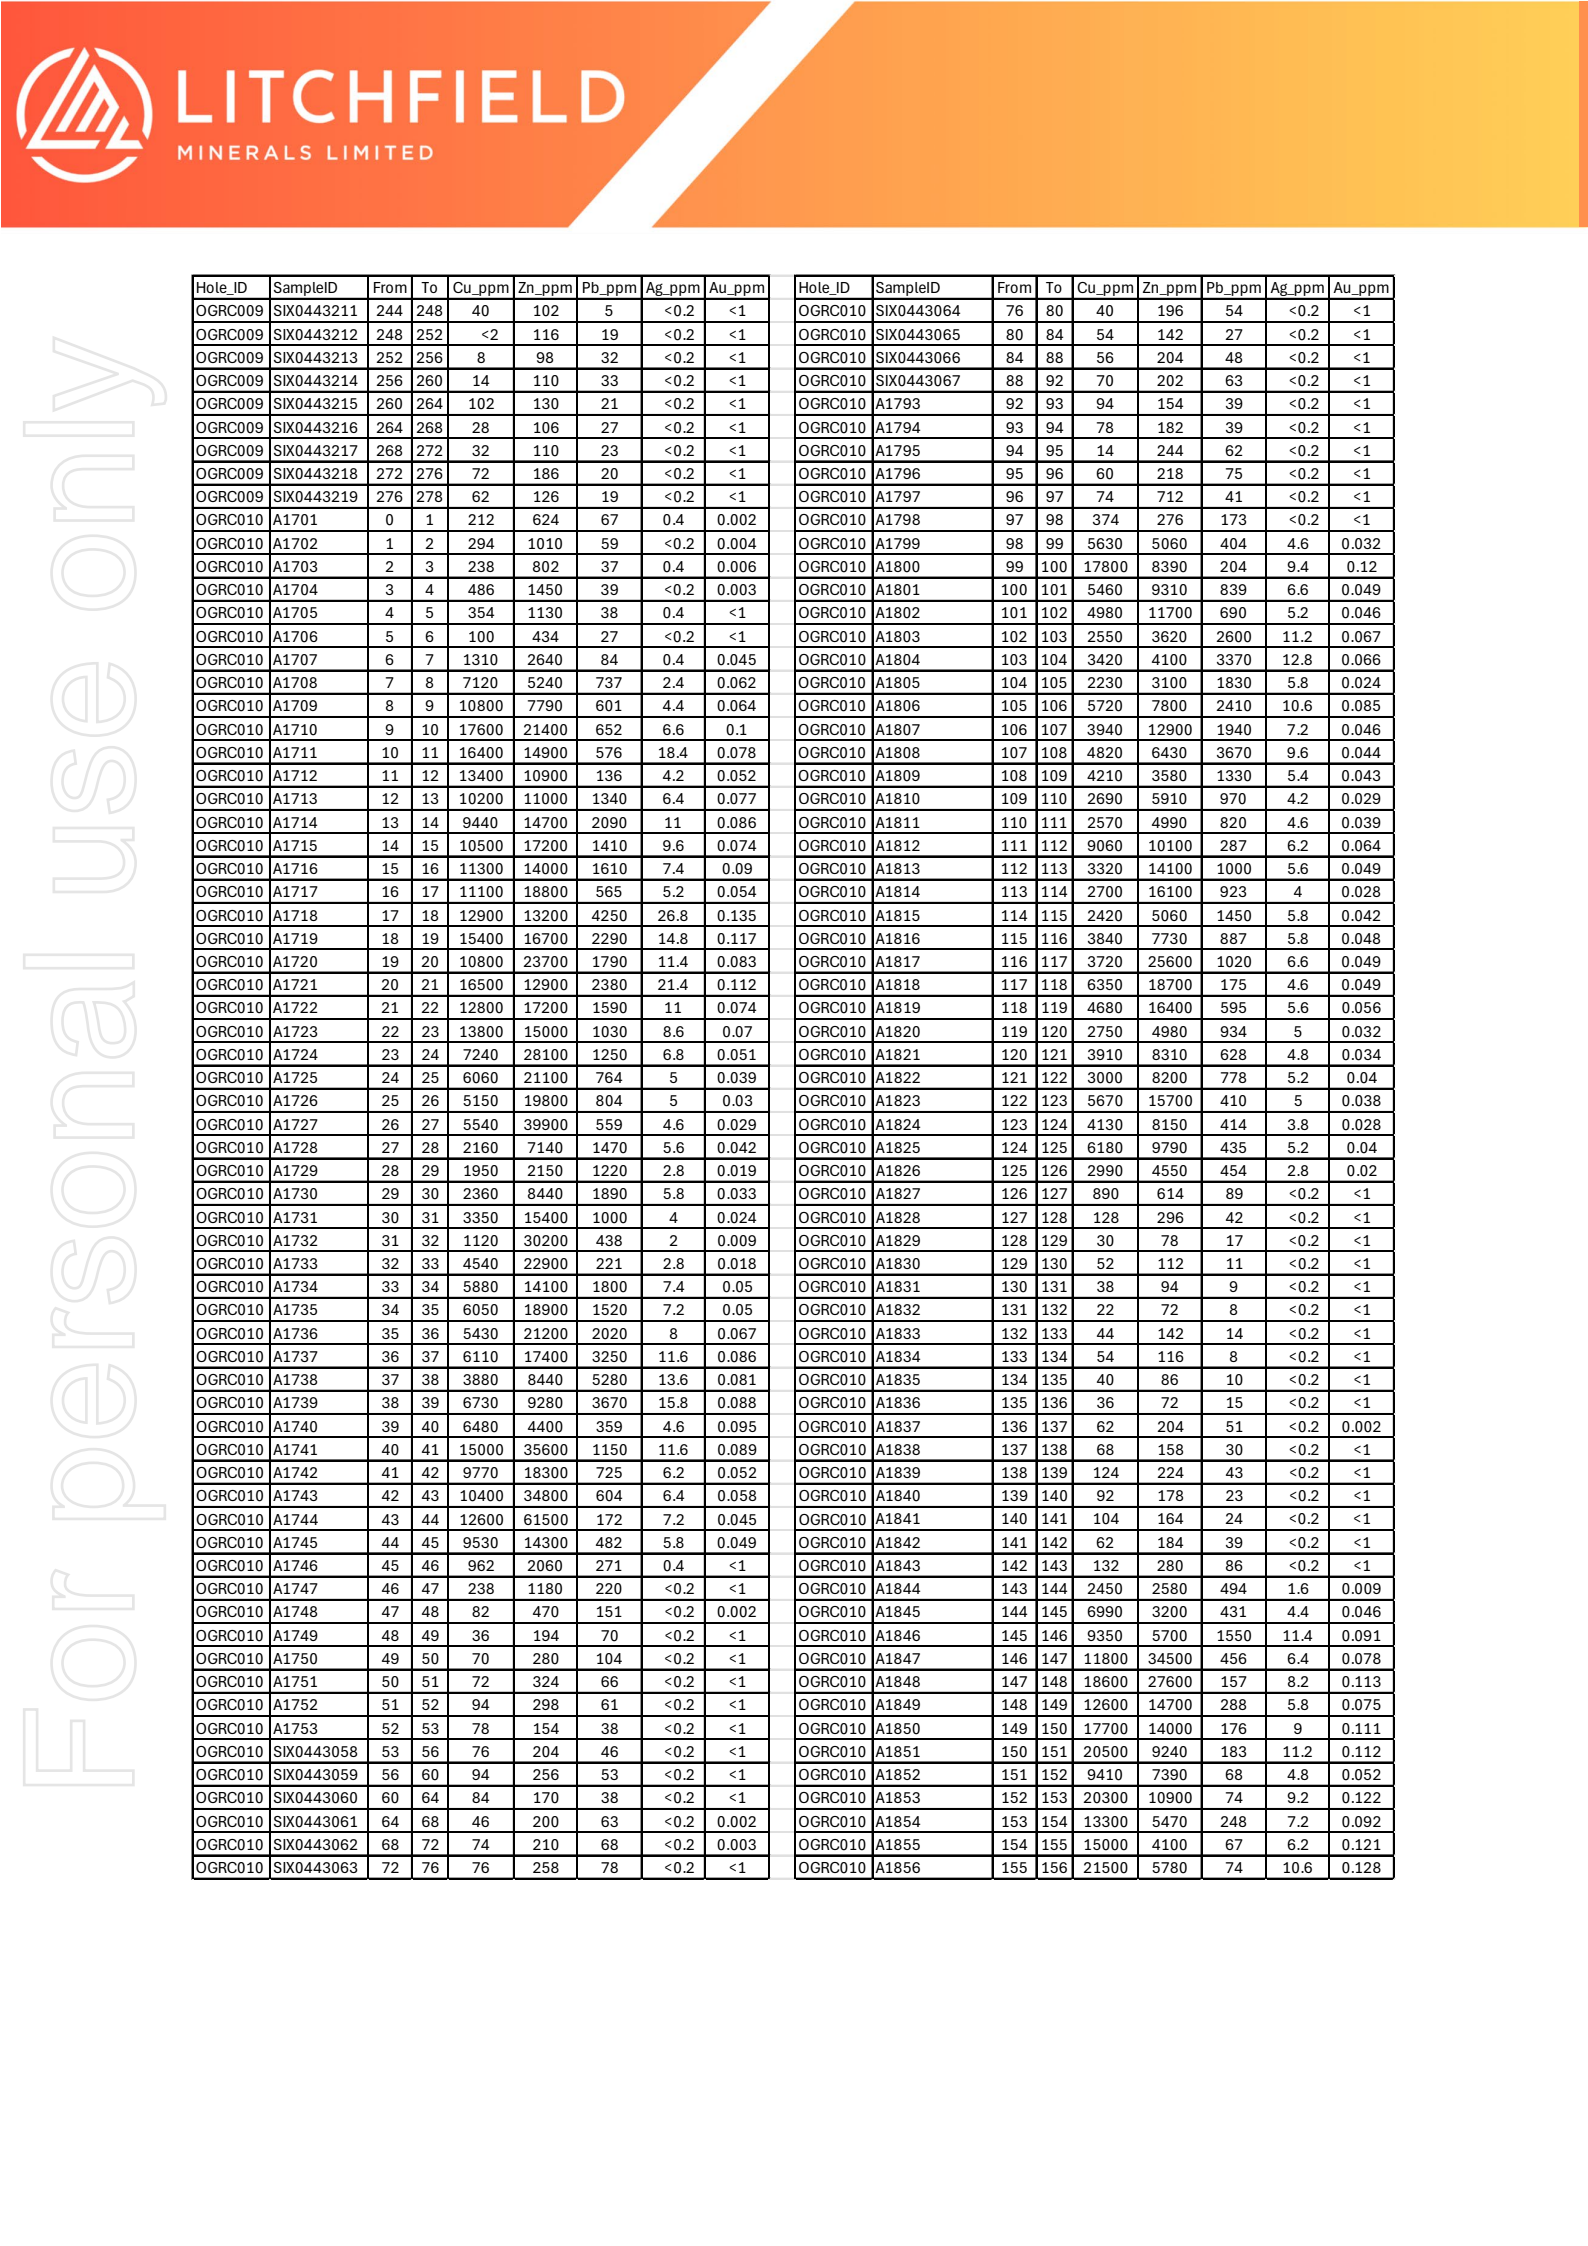 LITCHFIELD
MINERALS LIMITED
For personal use only
Hole_ID SampleID From To Cu_ppm Zn_ppm Pb_ppm Ag_ppm Au_ppm
OGRC009 SIX0443211 244 248 40 102 5 <0.2 <1
OGRC009 SIX0443212 248 252 <2 116 19 <0.2 <1
OGRC009 SIX0443213 252 256 8 98 32 <0.2 <1
OGRC009 SIX0443214 256 260 14 110 33 <0.2 <1
OGRC009 SIX0443215 260 264 102 130 21 <0.2 <1
OGRC009 SIX0443216 264 268 28 106 27 <0.2 <1
OGRC009 SIX0443217 268 272 32 110 23 <0.2 <1
OGRC009 SIX0443218 272 276 72 186 20 <0.2 <1
OGRC009 SIX0443219 276 278 62 126 19 <0.2 <1
OGRC010 A1701 0 1 212 624 67 0.4 0.002
OGRC010 A1702 1 2 294 1010 59 <0.2 0.004
OGRC010 A1703 2 3 238 802 37 0.4 0.006
OGRC010 A1704 3 4 486 1450 39 <0.2 0.003
OGRC010 A1705 4 5 354 1130 38 0.4 <1
OGRC010 A1706 5 6 100 434 27 <0.2 <1
OGRC010 A1707 6 7 1310 2640 84 0.4 0.045
OGRC010 A1708 7 8 7120 5240 737 2.4 0.062
OGRC010 A1709 8 9 10800 7790 601 4.4 0.064
OGRC010 A1710 9 10 17600 21400 652 6.6 0.1
OGRC010 A1711 10 11 16400 14900 576 18.4 0.078
OGRC010 A1712 11 12 13400 10900 136 4.2 0.052
OGRC010 A1713 12 13 10200 11000 1340 6.4 0.077
OGRC010 A1714 13 14 9440 14700 2090 11 0.086
OGRC010 A1715 14 15 10500 17200 1410 9.6 0.074
OGRC010 A1716 15 16 11300 14000 1610 7.4 0.09
OGRC010 A1717 16 17 11100 18800 565 5.2 0.054
OGRC010 A1718 17 18 12900 13200 4250 26.8 0.135
OGRC010 A1719 18 19 15400 16700 2290 14.8 0.117
OGRC010 A1720 19 20 10800 23700 1790 11.4 0.083
OGRC010 A1721 20 21 16500 12900 2380 21.4 0.112
OGRC010 A1722 21 22 12800 17200 1590 11 0.074
OGRC010 A1723 22 23 13800 15000 1030 8.6 0.07
OGRC010 A1724 23 24 7240 28100 1250 6.8 0.051
OGRC010 A1725 24 25 6060 21100 764 5 0.039
OGRC010 A1726 25 26 5150 19800 804 5 0.03
OGRC010 A1727 26 27 5540 39900 559 4.6 0.029
OGRC010 A1728 27 28 2160 7140 1470 5.6 0.042
OGRC010 A1729 28 29 1950 2150 1220 2.8 0.019
OGRC010 A1730 29 30 2360 8440 1890 5.8 0.033
OGRC010 A1731 30 31 3350 15400 1000 4 0.024
OGRC010 A1732 31 32 1120 30200 438 2 0.009
OGRC010 A1733 32 33 4540 22900 221 2.8 0.018
OGRC010 A1734 33 34 5880 14100 1800 7.4 0.05
OGRC010 A1735 34 35 6050 18900 1520 7.2 0.05
OGRC010 A1736 35 36 5430 21200 2020 8 0.067
OGRC010 A1737 36 37 6110 17400 3250 11.6 0.086
OGRC010 A1738 37 38 3880 8440 5280 13.6 0.081
OGRC010 A1739 38 39 6730 9280 3670 15.8 0.088
OGRC010 A1740 39 40 6480 4400 359 4.6 0.095
OGRC010 A1741 40 41 15000 35600 1150 11.6 0.089
OGRC010 A1742 41 42 9770 18300 725 6.2 0.052
OGRC010 A1743 42 43 10400 34800 604 6.4 0.058
OGRC010 A1744 43 44 12600 61500 172 7.2 0.045
OGRC010 A1745 44 45 9530 14300 482 5.8 0.049
OGRC010 A1746 45 46 962 2060 271 0.4 <1
OGRC010 A1747 46 47 238 1180 220 <0.2 <1
OGRC010 A1748 47 48 82 470 151 <0.2 0.002
OGRC010 A1749 48 49 36 194 70 <0.2 <1
OGRC010 A1750 49 50 70 280 104 <0.2 <1
OGRC010 A1751 50 51 72 324 66 <0.2 <1
OGRC010 A1752 51 52 94 298 61 <0.2 <1
OGRC010 A1753 52 53 78 154 38 <0.2 <1
OGRC010 SIX0443058 53 56 76 204 46 <0.2 <1
OGRC010 SIX0443059 56 60 94 256 53 <0.2 <1
OGRC010 SIX0443060 60 64 84 170 38 <0.2 <1
OGRC010 SIX0443061 64 68 46 200 63 <0.2 0.002
OGRC010 SIX0443062 68 72 74 210 68 <0.2 0.003
OGRC010 SIX0443063 72 76 76 258 78 <0.2 <1
Hole_ID SampleID From To Cu_ppm Zn_ppm Pb_ppm Ag_ppm Au_ppm
OGRC010 SIX0443064 76 80 40 196 54 <0.2 <1
OGRC010 SIX0443065 80 84 54 142 27 <0.2 <1
OGRC010 SIX0443066 84 88 56 204 48 <0.2 <1
OGRC010 SIX0443067 88 92 70 202 63 <0.2 <1
OGRC010 A1793 92 93 94 154 39 <0.2 <1
OGRC010 A1794 93 94 78 182 39 <0.2 <1
OGRC010 A1795 94 95 14 244 62 <0.2 <1
OGRC010 A1796 95 96 60 218 75 <0.2 <1
OGRC010 A1797 96 97 74 712 41 <0.2 <1
OGRC010 A1798 97 98 374 276 173 <0.2 <1
OGRC010 A1799 98 99 5630 5060 404 4.6 0.032
OGRC010 A1800 99 100 17800 8390 204 9.4 0.12
OGRC010 A1801 100 101 5460 9310 839 6.6 0.049
OGRC010 A1802 101 102 4980 11700 690 5.2 0.046
OGRC010 A1803 102 103 2550 3620 2600 11.2 0.067
OGRC010 A1804 103 104 3420 4100 3370 12.8 0.066
OGRC010 A1805 104 105 2230 3100 1830 5.8 0.024
OGRC010 A1806 105 106 5720 7800 2410 10.6 0.085
OGRC010 A1807 106 107 3940 12900 1940 7.2 0.046
OGRC010 A1808 107 108 4820 6430 3670 9.6 0.044
OGRC010 A1809 108 109 4210 3580 1330 5.4 0.043
OGRC010 A1810 109 110 2690 5910 970 4.2 0.029
OGRC010 A1811 110 111 2570 4990 820 4.6 0.039
OGRC010 A1812 111 112 9060 10100 287 6.2 0.064
OGRC010 A1813 112 113 3320 14100 1000 5.6 0.049
OGRC010 A1814 113 114 2700 16100 923 4 0.028
OGRC010 A1815 114 115 2420 5060 1450 5.8 0.042
OGRC010 A1816 115 116 3840 7730 887 5.8 0.048
OGRC010 A1817 116 117 3720 25600 1020 6.6 0.049
OGRC010 A1818 117 118 6350 18700 175 4.6 0.049
OGRC010 A1819 118 119 4680 16400 595 5.6 0.056
OGRC010 A1820 119 120 2750 4980 934 5 0.032
OGRC010 A1821 120 121 3910 8310 628 4.8 0.034
OGRC010 A1822 121 122 3000 8200 778 5.2 0.04
OGRC010 A1823 122 123 5670 15700 410 5 0.038
OGRC010 A1824 123 124 4130 8150 414 3.8 0.028
OGRC010 A1825 124 125 6180 9790 435 5.2 0.04
OGRC010 A1826 125 126 2990 4550 454 2.8 0.02
OGRC010 A1827 126 127 890 614 89 <0.2 <1
OGRC010 A1828 127 128 128 296 42 <0.2 <1
OGRC010 A1829 128 129 30 78 17 <0.2 <1
OGRC010 A1830 129 130 52 112 11 <0.2 <1
OGRC010 A1831 130 131 38 94 9 <0.2 <1
OGRC010 A1832 131 132 22 72 8 <0.2 <1
OGRC010 A1833 132 133 44 142 14 <0.2 <1
OGRC010 A1834 133 134 54 116 8 <0.2 <1
OGRC010 A1835 134 135 40 86 10 <0.2 <1
OGRC010 A1836 135 136 36 72 15 <0.2 <1
OGRC010 A1837 136 137 62 204 51 <0.2 0.002
OGRC010 A1838 137 138 68 158 30 <0.2 <1
OGRC010 A1839 138 139 124 224 43 <0.2 <1
OGRC010 A1840 139 140 92 178 23 <0.2 <1
OGRC010 A1841 140 141 104 164 24 <0.2 <1
OGRC010 A1842 141 142 62 184 39 <0.2 <1
OGRC010 A1843 142 143 132 280 86 <0.2 <1
OGRC010 A1844 143 144 2450 2580 494 1.6 0.009
OGRC010 A1845 144 145 6990 3200 431 4.4 0.046
OGRC010 A1846 145 146 9350 5700 1550 11.4 0.091
OGRC010 A1847 146 147 11800 34500 456 6.4 0.078
OGRC010 A1848 147 148 18600 27600 157 8.2 0.113
OGRC010 A1849 148 149 12600 14700 288 5.8 0.075
OGRC010 A1850 149 150 17700 14000 176 9 0.111
OGRC010 A1851 150 151 20500 9240 183 11.2 0.112
OGRC010 A1852 151 152 9410 7390 68 4.8 0.052
OGRC010 A1853 152 153 20300 10900 74 9.2 0.122
OGRC010 A1854 153 154 13300 5470 248 7.2 0.092
OGRC010 A1855 154 155 15000 4100 67 6.2 0.121
OGRC010 A1856 155 156 21500 5780 74 10.6 0.128